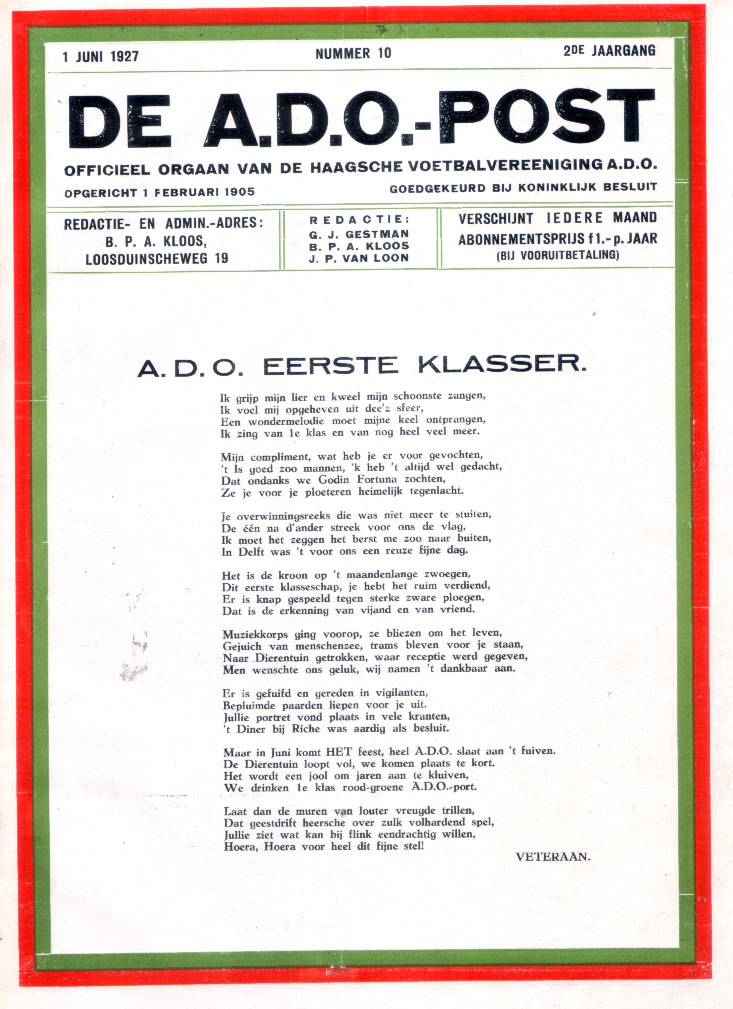 1 JUNI 1927
NUMMER 10
2DE JAARGANG
DE A.D.O.-POST
OFFICIEEL ORGAAN VAN DE HAAGSCHE VOETBALVEREENIGING A.D.O.
OPGERICHT 1 FEBRUARI 1905
GOEDGEKEURD BIJ KONINKLIJK BESLUIT
REDACTIE- EN ADMIN.-ADRES:
B. P. A. KLOOS,
LOOSDUINSCHEWEG 19
REDACTIE:
G. J. GESTMAN
B. P. A. KLOOS
J. P. VAN LOON
VERSCHIJNT IEDERE MAAND
ABONNEMENTSPRIJS f 1.- p. JAAR
(BIJ VOORUITBETALING)
A.D.O. EERSTE KLASSER.
Ik grijp mijn lier en kweel mijn schoonste zangen,
Ik voel mij opgeheven uit dee'z sfeer,
Een wondermelodie moet mijne keel ontprangen,
Ik zing van 1e klas en van nog heel veel meer.
Mijn compliment, wat heb je er voor gevochten,
't Is goed zoo mannen, 'k heb 't altijd wel gedacht,
Dat ondanks we Godin Fortuna zochten,
Ze je voor je ploeteren heimelijk tegenlacht.
Je overwinningsreeks die was niet meer te stuiten,
De één na d'ander streek voor ons de vlag,
Ik moet het zeggen het berst me zoo naar buiten,
In Delft was 't voor ons een reuze fijne dag.
Het is de kroon op 't maandenlange zwoegen,
Dit eerste klasseschap, je hebt het ruim verdiend,
Er is knap gespeeld tegen sterke zware ploegen,
Dat is de erkenning van vijand en van vriend.
Muziekkorps ging voorop, ze bliezen om het leven,
Gejuich van menschenzee, trams bleven voor je staan,
Naar Dierentuin getrokken, waar receptie werd gegeven,
Men wenschte ons geluk, wij namen 't dankbaar aan.
Er is gefuifd en gereden in vigilanten,
Bepluimde paarden liepen voor je uit.
Jullie portret vond plaats in vele kranten,
't Diner bij Riche was aardig als besluit.
Maar in Juni komt HET feest, heel A.D.O. slaat aan 't fuiven.
De Dierentuin loopt vol, we komen plaats te kort.
Het wordt een jool om jaren aan te kluiven,
We drinken 1e klas rood-groene A.D.O.-port.
Laat dan de muren van louter vreugde trillen,
Dat geestdrift heersche over zulk volhardend spel,
Jullie ziet wat kan bij flink eendrachtig willen,
Hoera, Hoera voor heel dit fijne stel!
VETERAAN.